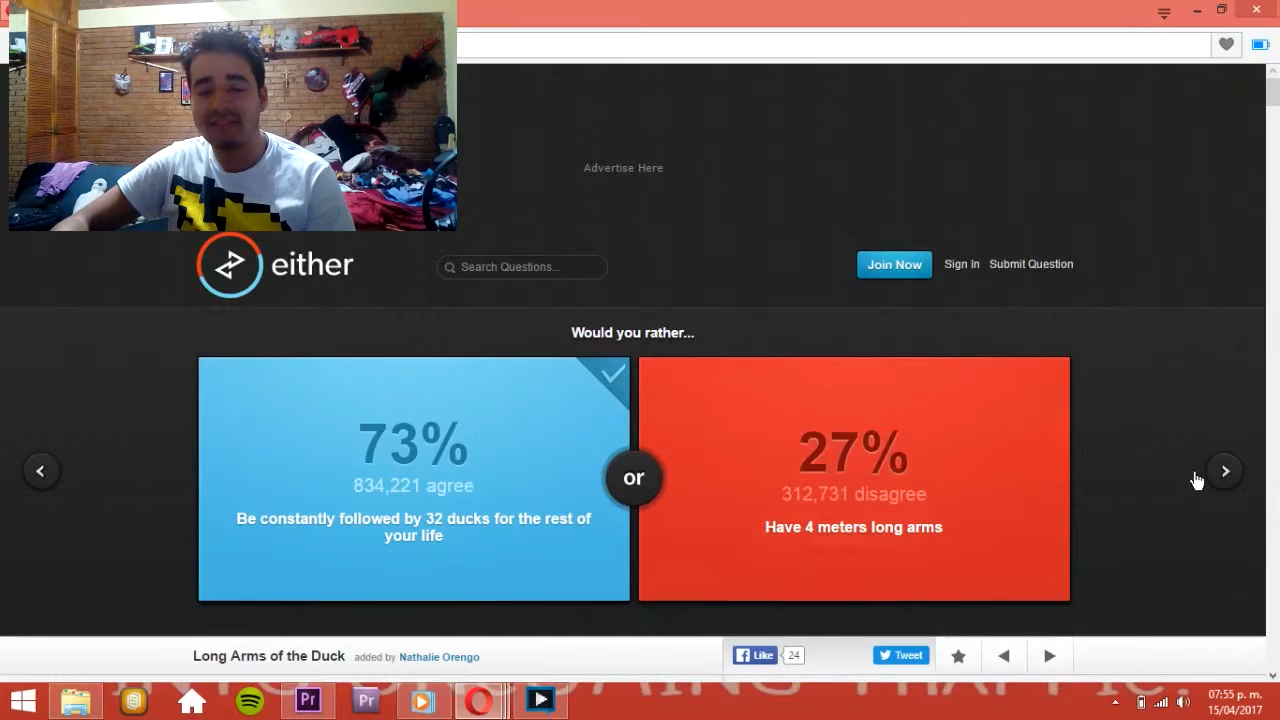 Advertise Here
either
Search Questions...
Join Now
Sign In
Submit Question
Would you rather...
73%
834,221 agree
Be constantly followed by 32 ducks for the rest of
your life
or
27%
312,731 disagree
Have 4 meters long arms
Long Arms of the Duck
added by Nathalie Orengo
Like
24
Tweet
Pr
Pr
07:55 p. m.
15/04/2017